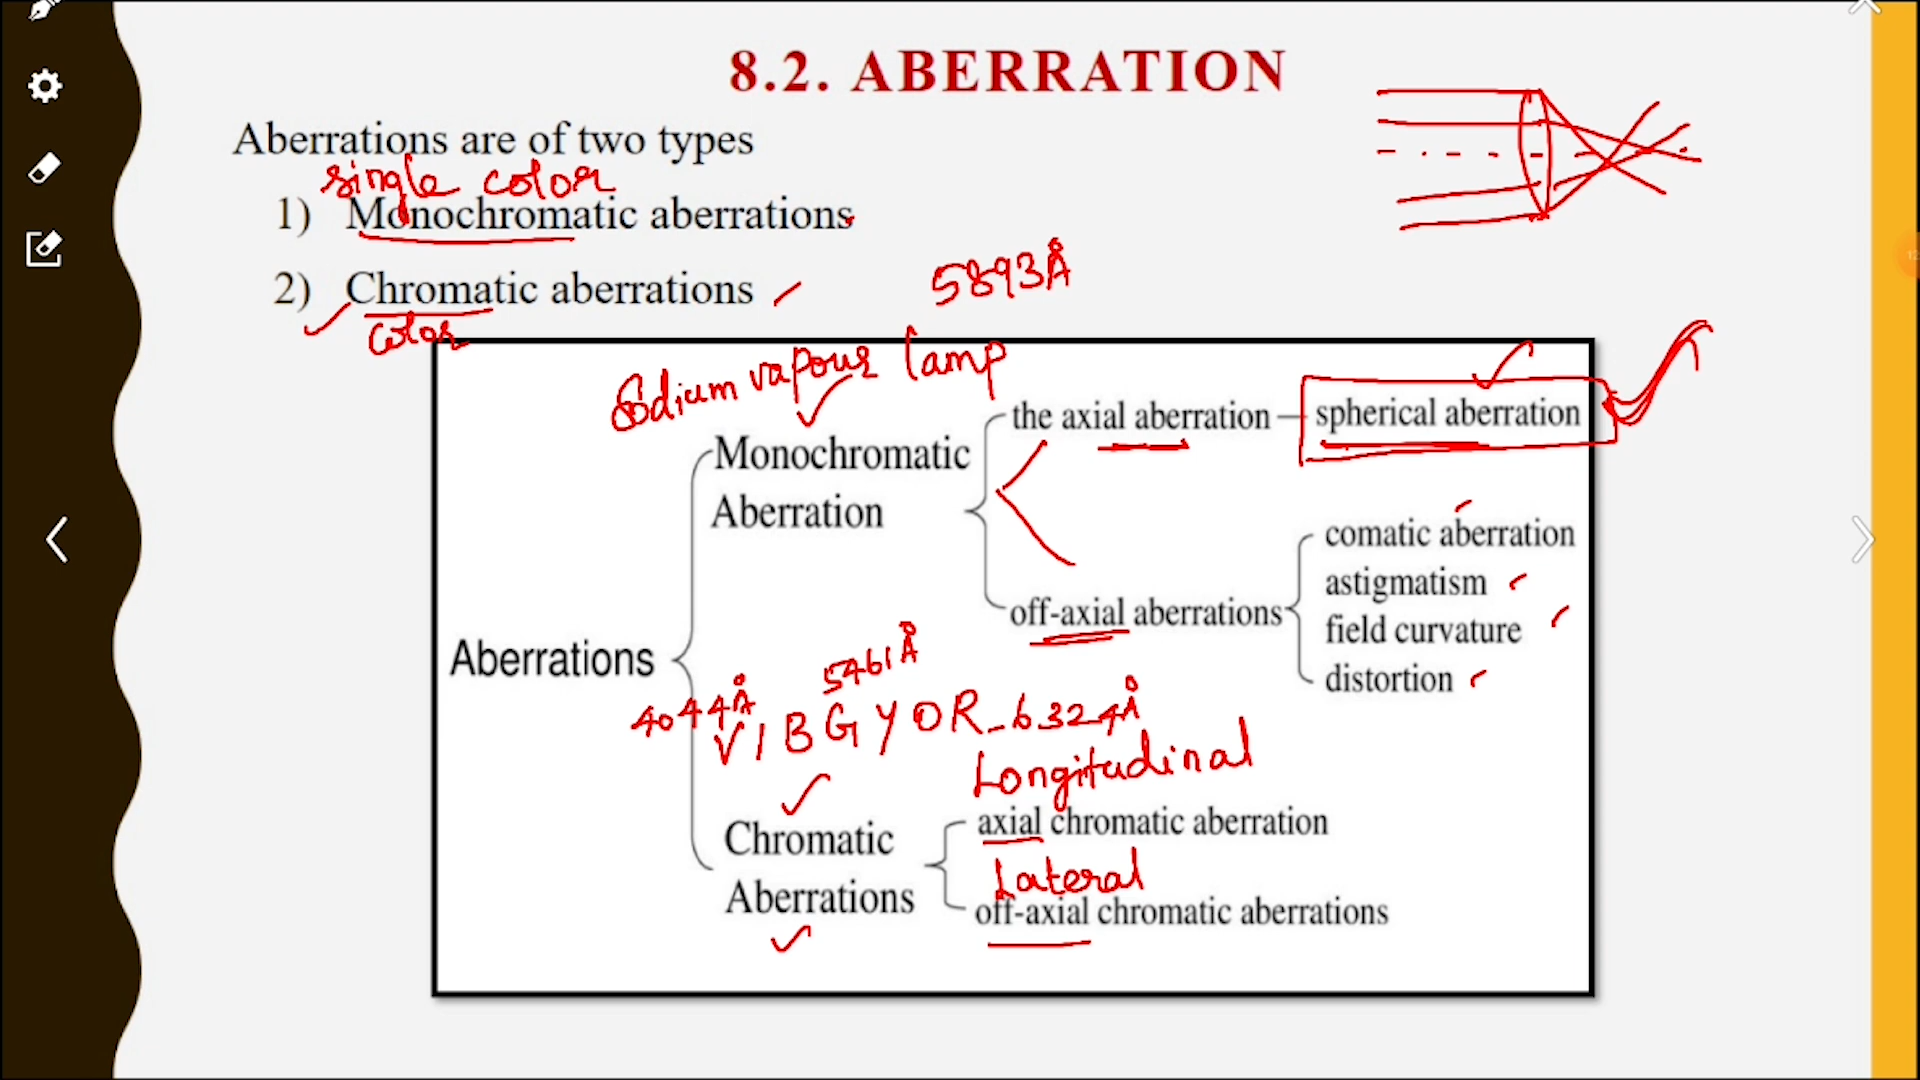 8.2. ABERRATION
Aberrations are of two types
single color
1) Monochromatic aberrations
2) Chromatic aberrations
color
5893Å
Sodium vapour lamp
the axial aberration
spherical aberration
Monochromatic
Aberration
comatic aberration
astigmatism
off-axial aberrations
field curvature
distortion
Aberrations
5461Å
4044Å
VIBGYOR-6324Å
Longitudinal
axial chromatic aberration
Chromatic
Aberrations
Lateral
off-axial chromatic aberrations